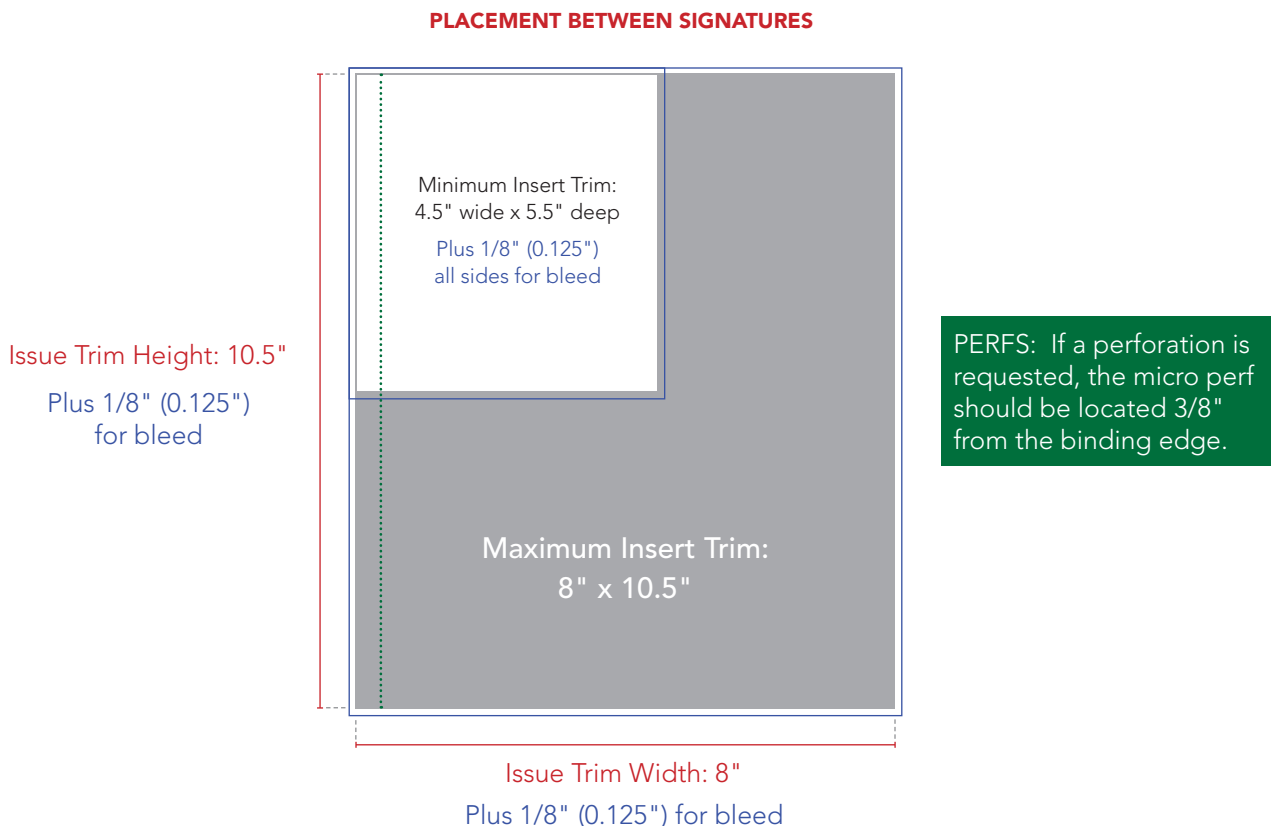 PLACEMENT BETWEEN SIGNATURES
Minimum Insert Trim:
4.5" wide x 5.5" deep
Plus 1/8" (0.125")
all sides for bleed
Issue Trim Height: 10.5"
Plus 1/8" (0.125")
for bleed
PERFS: If a perforation is
requested, the micro perf
should be located 3/8"
from the binding edge.
Maximum Insert Trim:
8" x 10.5"
Issue Trim Width: 8"
Plus 1/8" (0.125") for bleed